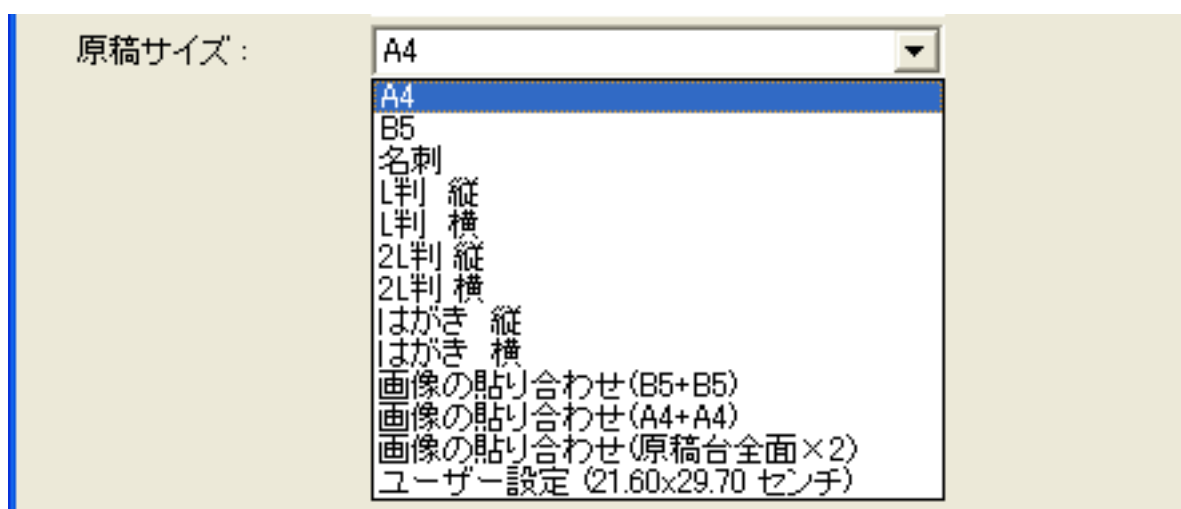 原稿サイズ： A4
A4
B5
名刺
L判　縦
L判　横
2L判 縦
2L判 横
はがき　縦
はがき　横
画像の貼り合わせ(B5+B5)
画像の貼り合わせ(A4+A4)
画像の貼り合わせ(原稿台全面×2)
ユーザー設定 (21.60x29.70 センチ)